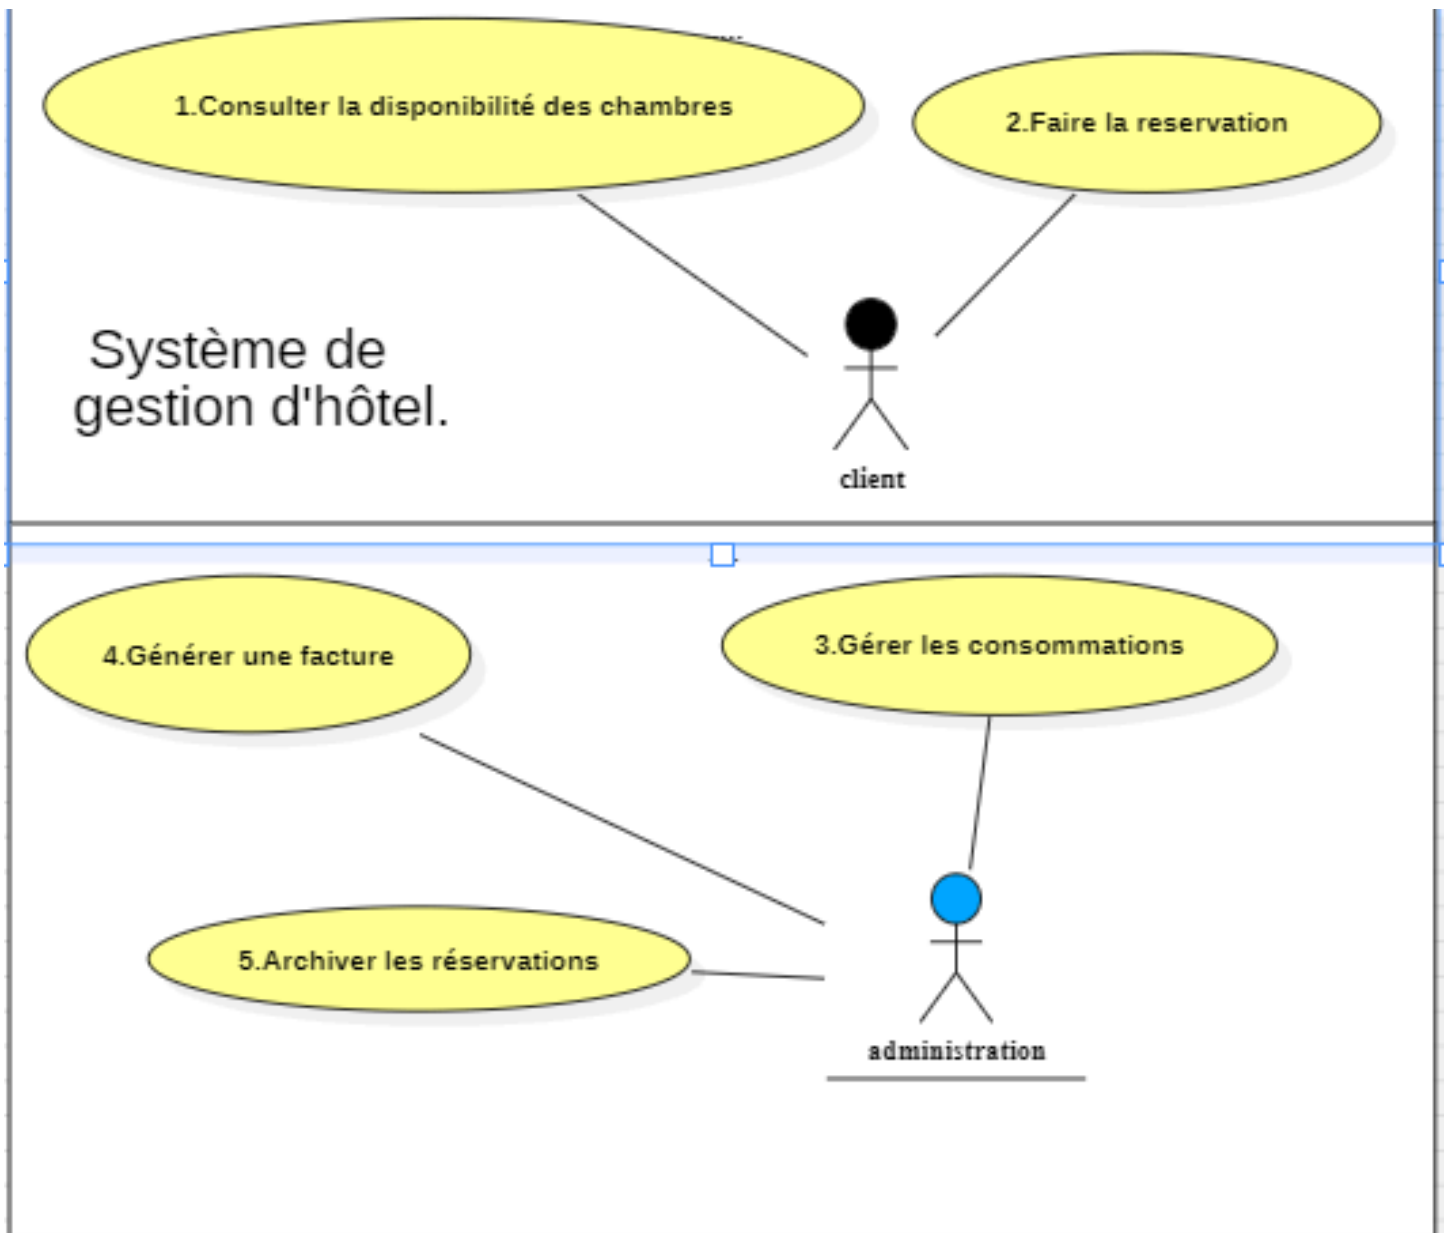 1.Consulter la disponibilité des chambres
2.Faire la reservation
Système de
gestion d'hôtel.
client
4.Générer une facture
3.Gérer les consommations
5.Archiver les réservations
administration